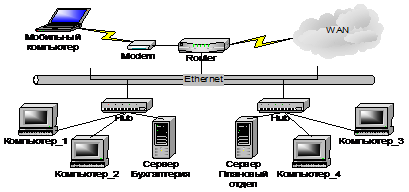 Мобильный
компьютер
Modem
Router
WAN
Ethernet
Hub
Hub
Компьютер_1
Компьютер_2
Сервер
Бухгалтерия
Сервер
Плановый
отдел
Компьютер_4
Компьютер_3